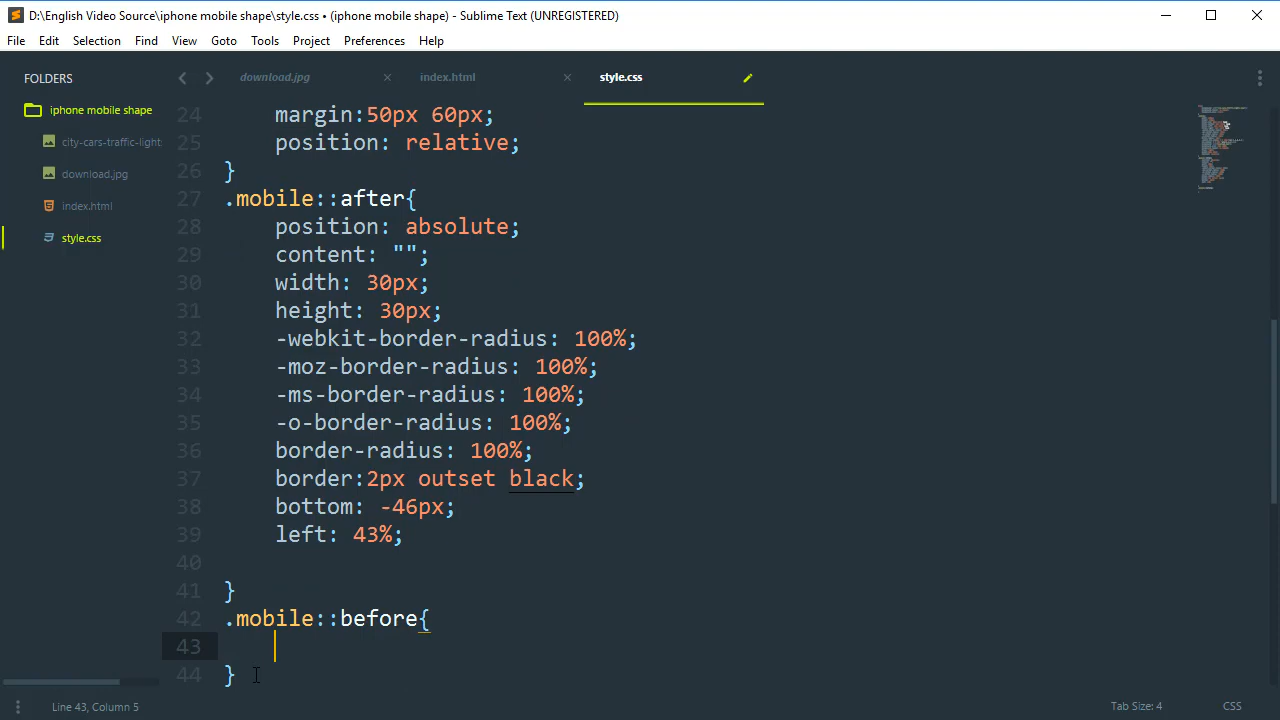 D:\English Video Source\iphone mobile shape\style.css • (iphone mobile shape) - Sublime Text (UNREGISTERED)
File Edit Selection Find View Goto Tools Project Preferences Help
FOLDERS
iphone mobile shape
city-cars-traffic-light
download.jpg
index.html
style.css
download.jpg index.html style.css
24 margin:50px 60px;
25 position: relative;
26 }
27 .mobile::after{
28 position: absolute;
29 content: "";
30 width: 30px;
31 height: 30px;
32 -webkit-border-radius: 100%;
33 -moz-border-radius: 100%;
34 -ms-border-radius: 100%;
35 -o-border-radius: 100%;
36 border-radius: 100%;
37 border:2px outset black;
38 bottom: -46px;
39 left: 43%;
40
41 }
42 .mobile::before{
43
44 }
Line 43, Column 5 Tab Size: 4 CSS